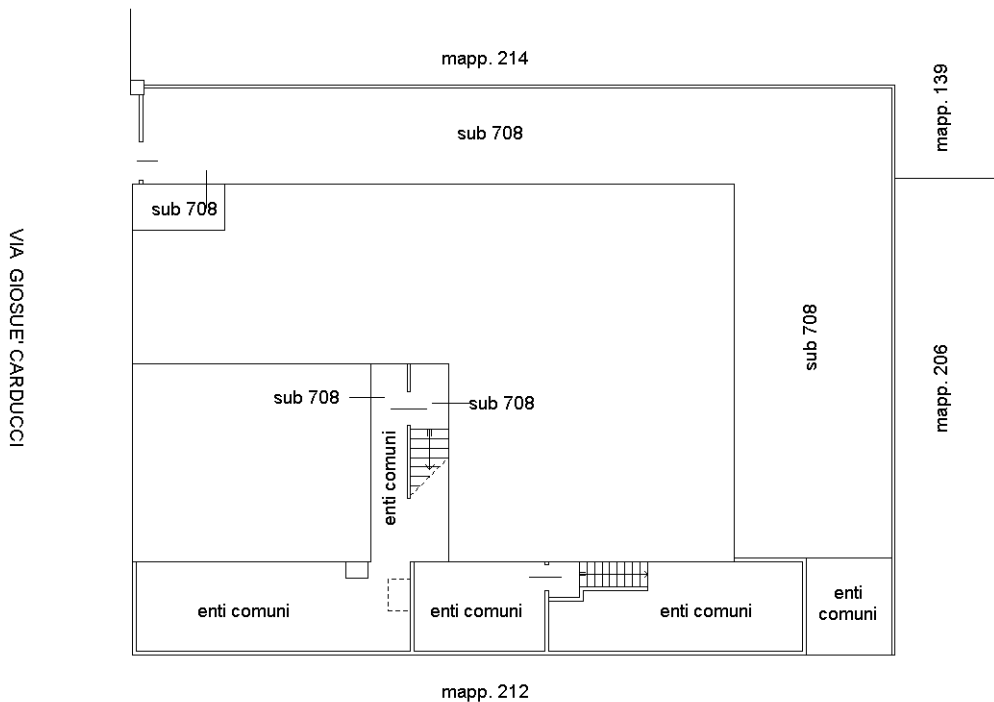 mapp. 214
mapp. 139
sub 708
sub 708
VIA GIOSUE' CARDUCCI
sub 708
mapp. 206
sub 708
sub 708
enti comuni
enti comuni
enti comuni
enti comuni
enti
comuni
mapp. 212